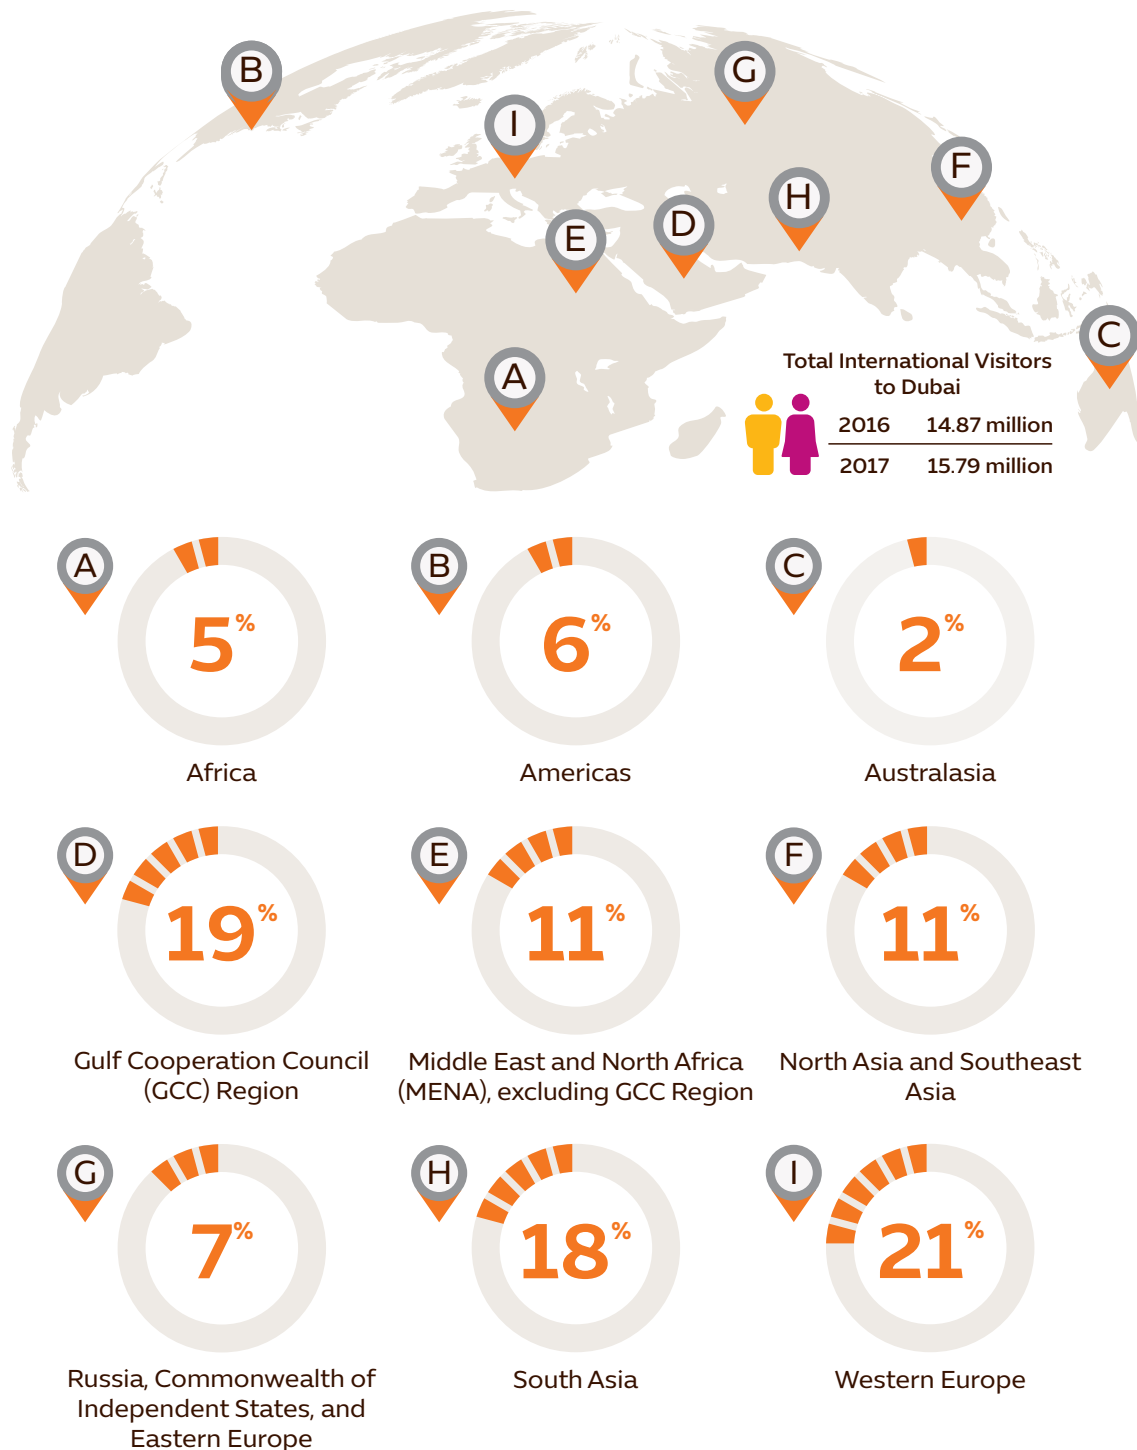 B
G
I
F
H
D
E
C
A
Total International Visitors
to Dubai
2016 14.87 million
2017 15.79 million
A
5%
Africa
B
6%
Americas
C
2%
Australasia
D
19%
Gulf Cooperation Council
(GCC) Region
E
11%
Middle East and North Africa
(MENA), excluding GCC Region
F
11%
North Asia and Southeast
Asia
G
7%
Russia, Commonwealth of
Independent States, and
Eastern Europe
H
18%
South Asia
I
21%
Western Europe